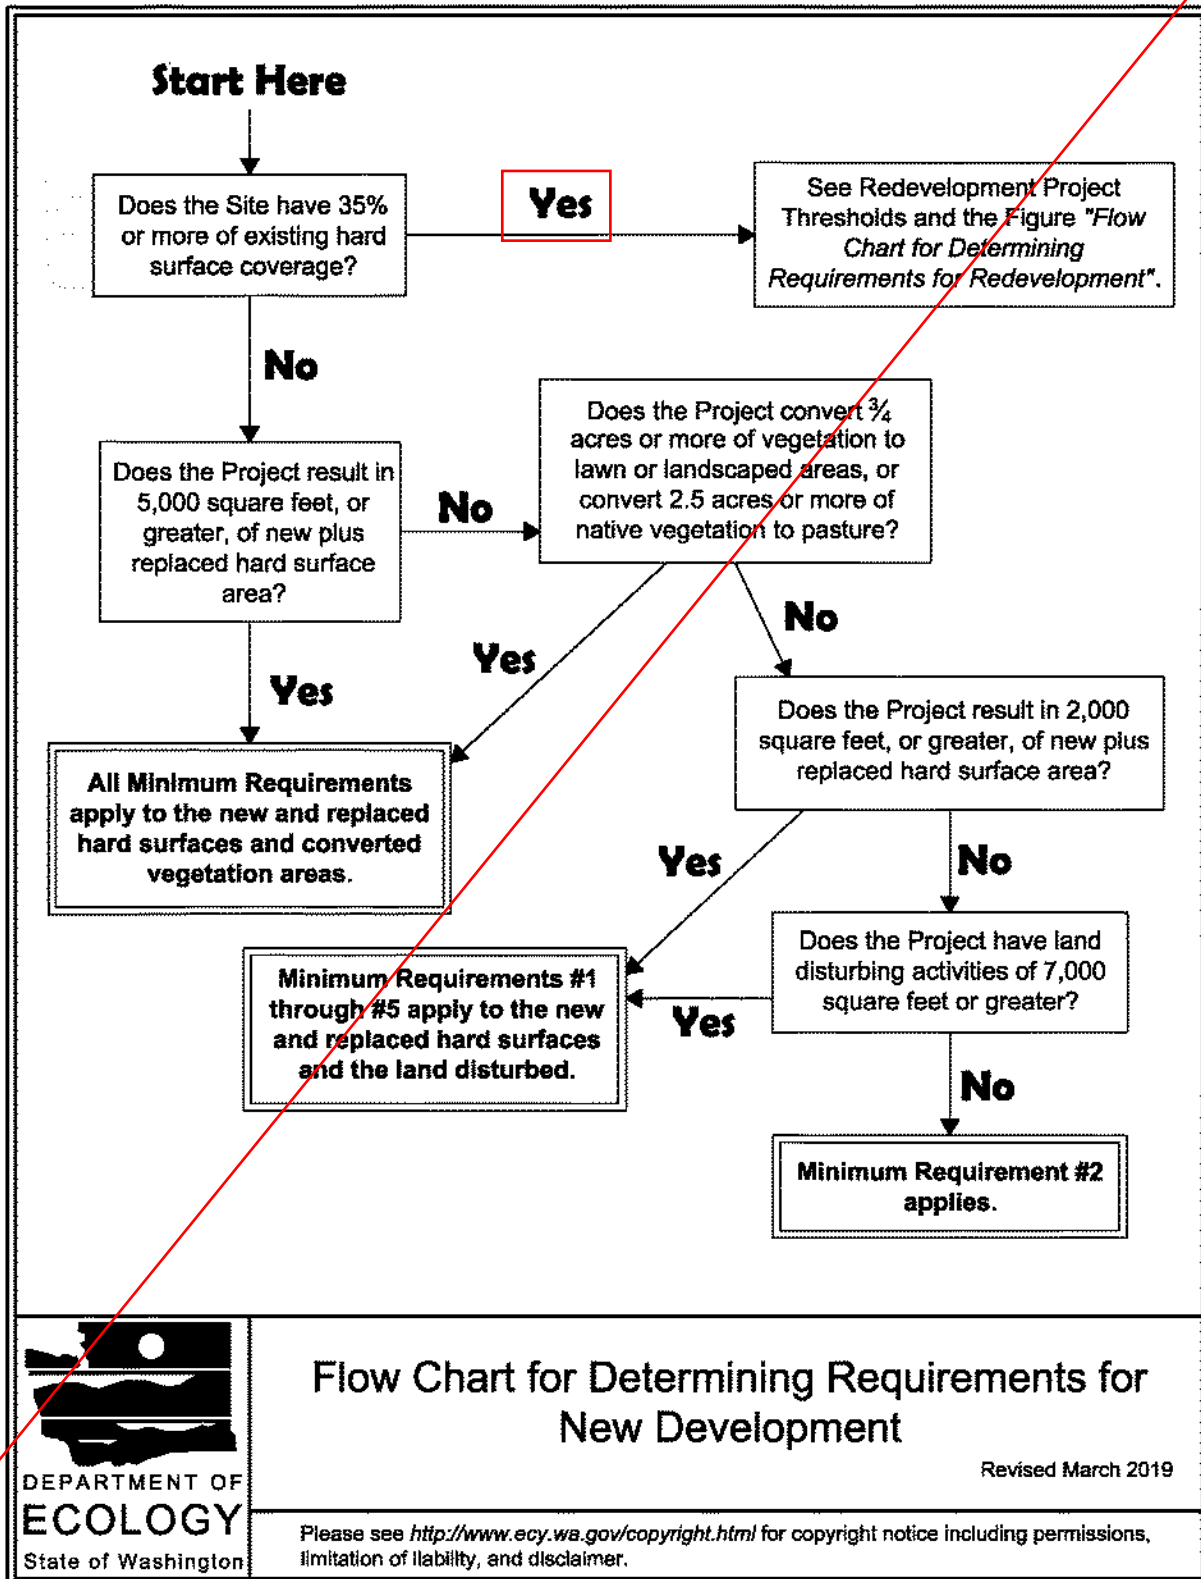 Start Here
Does the Site have 35%
or more of existing hard
surface coverage?
Yes
See Redevelopment Project
Thresholds and the Figure "Flow
Chart for Determining
Requirements for Redevelopment".
No
Does the Project result in
5,000 square feet, or
greater, of new plus
replaced hard surface
area?
No
Does the Project convert ¾
acres or more of vegetation to
lawn or landscaped areas, or
convert 2.5 acres or more of
native vegetation to pasture?
Yes
Yes
No
All Minimum Requirements
apply to the new and replaced
hard surfaces and converted
vegetation areas.
Does the Project result in 2,000
square feet, or greater, of new plus
replaced hard surface area?
Yes
No
Minimum Requirements #1
through #5 apply to the new
and replaced hard surfaces
and the land disturbed.
Yes
Does the Project have land
disturbing activities of 7,000
square feet or greater?
No
Minimum Requirement #2
applies.
DEPARTMENT OF
ECOLOGY
State of Washington
Flow Chart for Determining Requirements for
New Development
Revised March 2019
Please see http://www.ecy.wa.gov/copyright.html for copyright notice including permissions,
limitation of liability, and disclaimer.